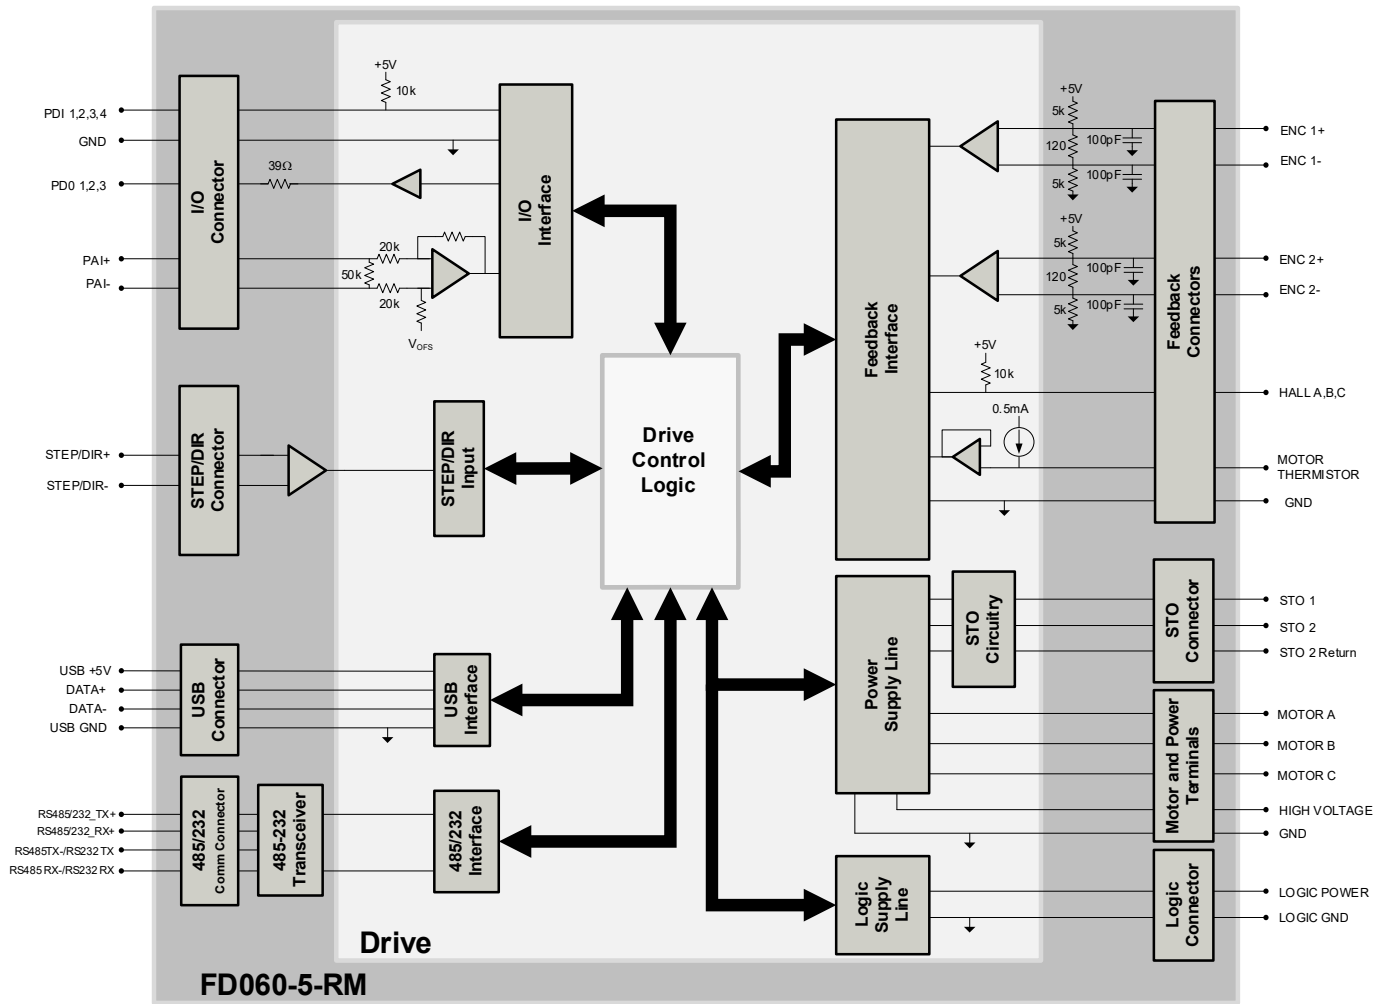 +5V
10k
PDI 1,2,3,4
GND
39Ω
PD0 1,2,3
I/O
Connector
PAI+
PAI-
20k
50k
20k
VOFS
I/O
Interface
STEP/DIR+
STEP/DIR-
STEP/DIR
Connector
STEP/DIR
Input
Drive
Control
Logic
USB +5V
DATA+
DATA-
USB GND
USB
Connector
USB
Interface
RS485/232_TX+
RS485/232_RX+
RS485TX-/RS232 TX
RS485 RX-/RS232 RX
485/232
Comm Connector
485-232
Transceiver
485/232
Interface
Feedback
Interface
+5V
5k
120
5k
100pF
100pF
+5V
5k
120
5k
100pF
100pF
+5V
10k
0.5mA
Feedback
Connectors
ENC 1+
ENC 1-
ENC 2+
ENC 2-
HALL A,B,C
MOTOR
THERMISTOR
GND
Power
Supply Line
STO
Circuitry
STO
Connector
STO 1
STO 2
STO 2 Return
Motor and Power
Terminals
MOTOR A
MOTOR B
MOTOR C
HIGH VOLTAGE
GND
Logic
Supply
Line
Logic
Connector
LOGIC POWER
LOGIC GND
Drive
FD060-5-RM